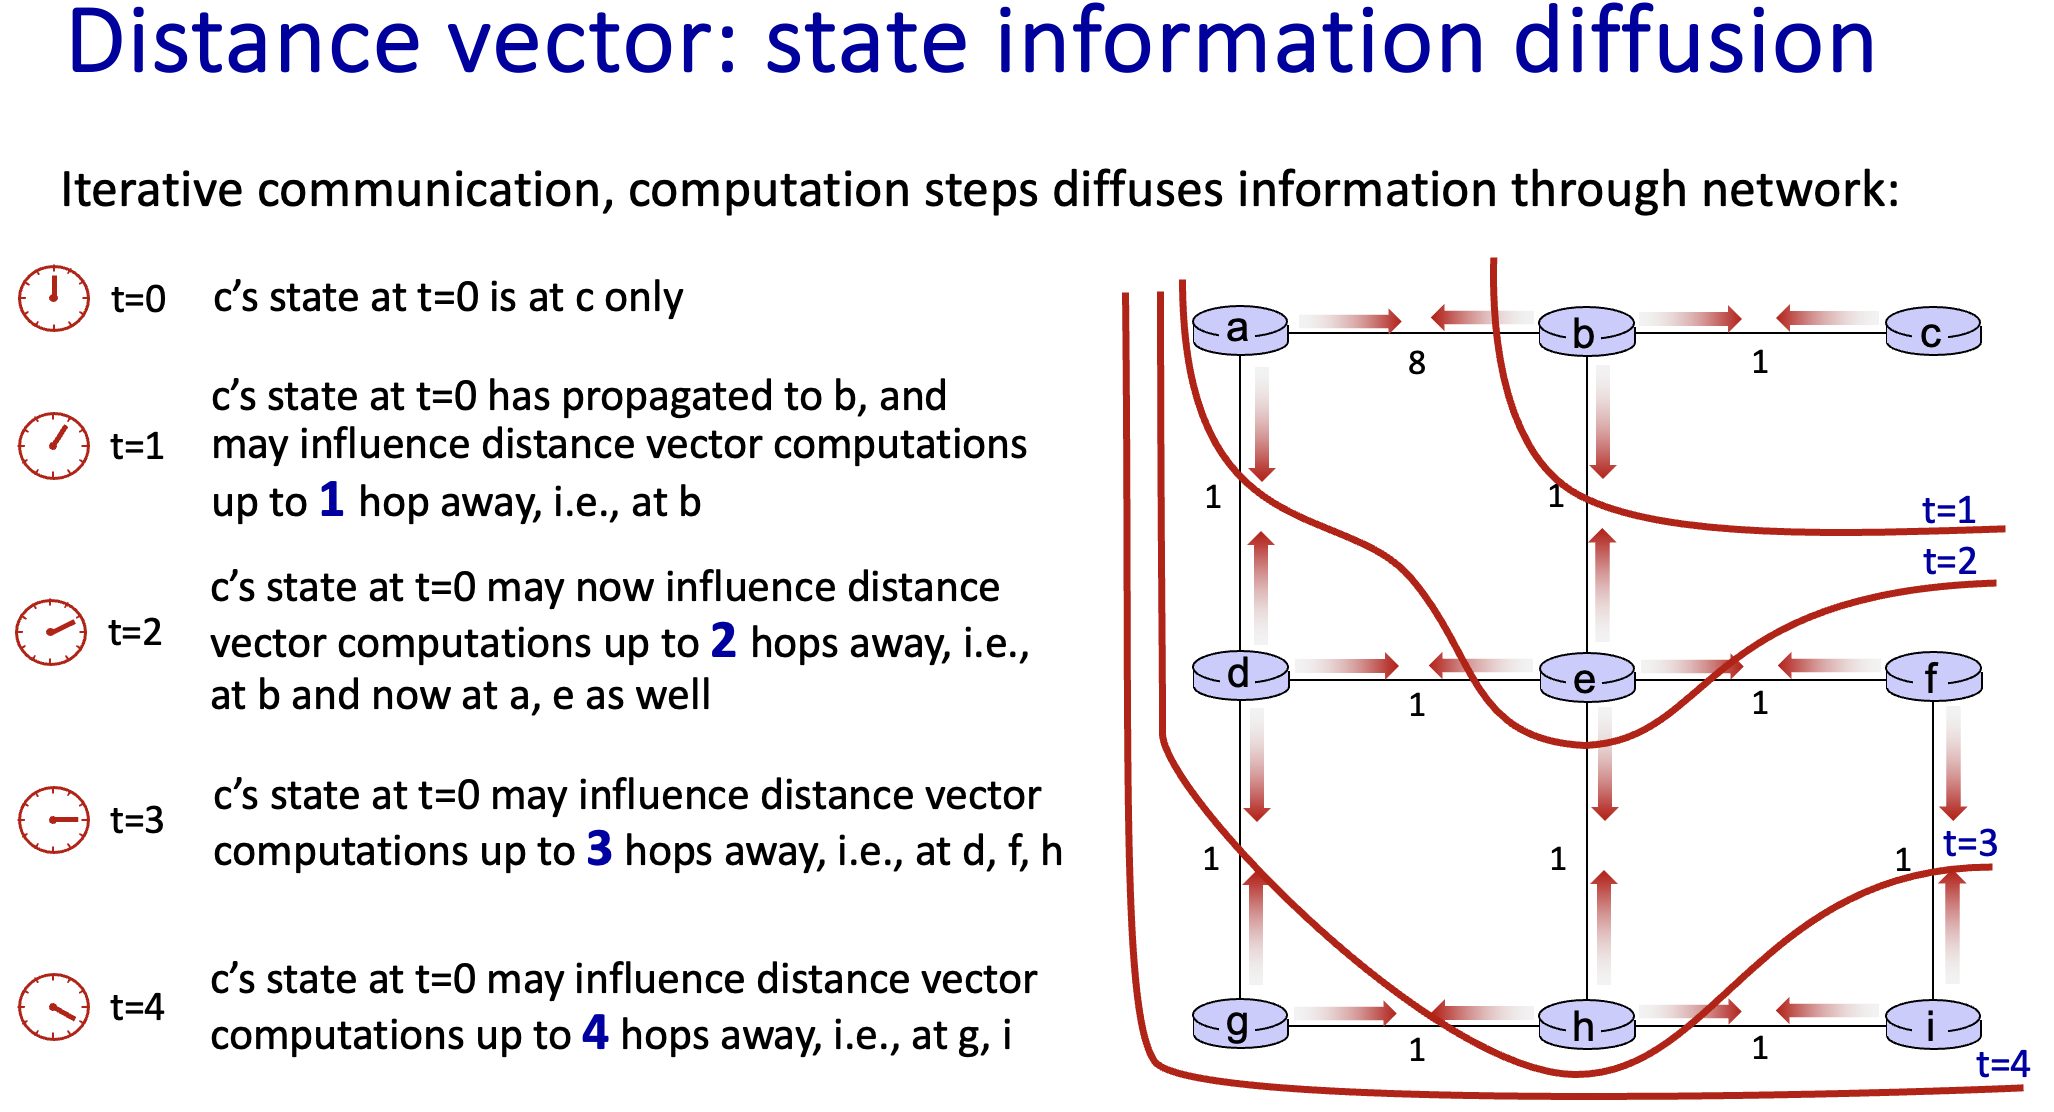 Distance vector: state information diffusion
Iterative communication, computation steps diffuses information through network:
t=0
c’s state at t=0 is at c only
t=1
c’s state at t=0 has propagated to b, and
may influence distance vector computations
up to 1 hop away, i.e., at b
t=2
c’s state at t=0 may now influence distance
vector computations up to 2 hops away, i.e.,
at b and now at a, e as well
t=3
c’s state at t=0 may influence distance vector
computations up to 3 hops away, i.e., at d, f, h
t=4
c’s state at t=0 may influence distance vector
computations up to 4 hops away, i.e., at g, i
a
b
c
8
1
1
1
t=1
t=2
d
e
f
1
1
1
1
1
t=3
g
h
i
1
1
t=4